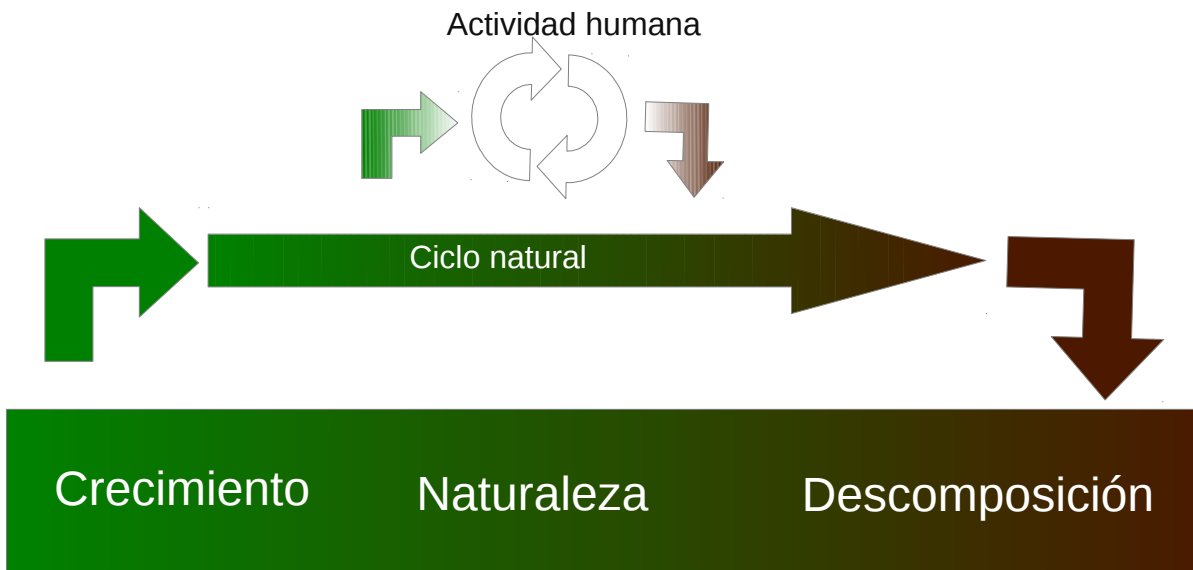 Actividad humana
Ciclo natural
Crecimiento
Naturaleza
Descomposición